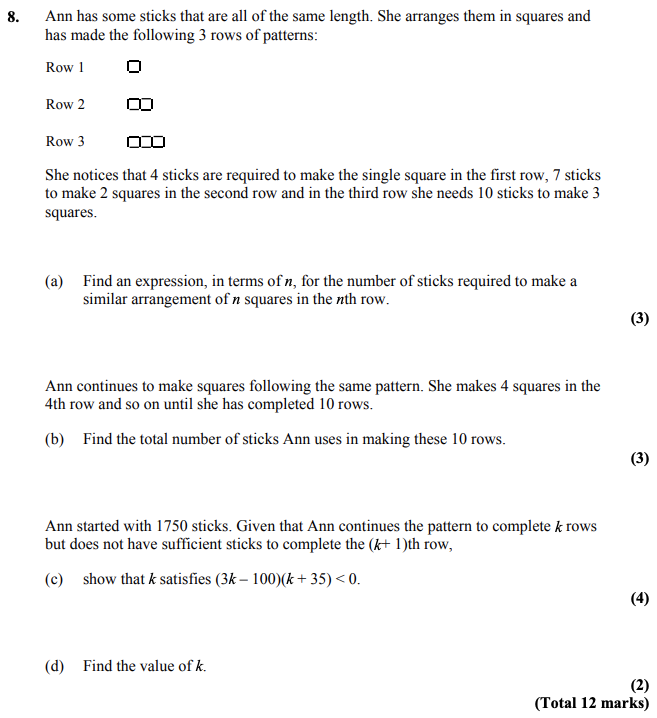 8. Ann has some sticks that are all of the same length. She arranges them in squares and
has made the following 3 rows of patterns:
Row 1
Row 2
Row 3
She notices that 4 sticks are required to make the single square in the first row, 7 sticks
to make 2 squares in the second row and in the third row she needs 10 sticks to make 3
squares.
(a) Find an expression, in terms of n, for the number of sticks required to make a
similar arrangement of n squares in the nth row.
(3)
Ann continues to make squares following the same pattern. She makes 4 squares in the
4th row and so on until she has completed 10 rows.
(b) Find the total number of sticks Ann uses in making these 10 rows.
(3)
Ann started with 1750 sticks. Given that Ann continues the pattern to complete k rows
but does not have sufficient sticks to complete the (k+ 1)th row,
(c) show that k satisfies (3k – 100)(k + 35) < 0.
(4)
(d) Find the value of k.
(2)
(Total 12 marks)